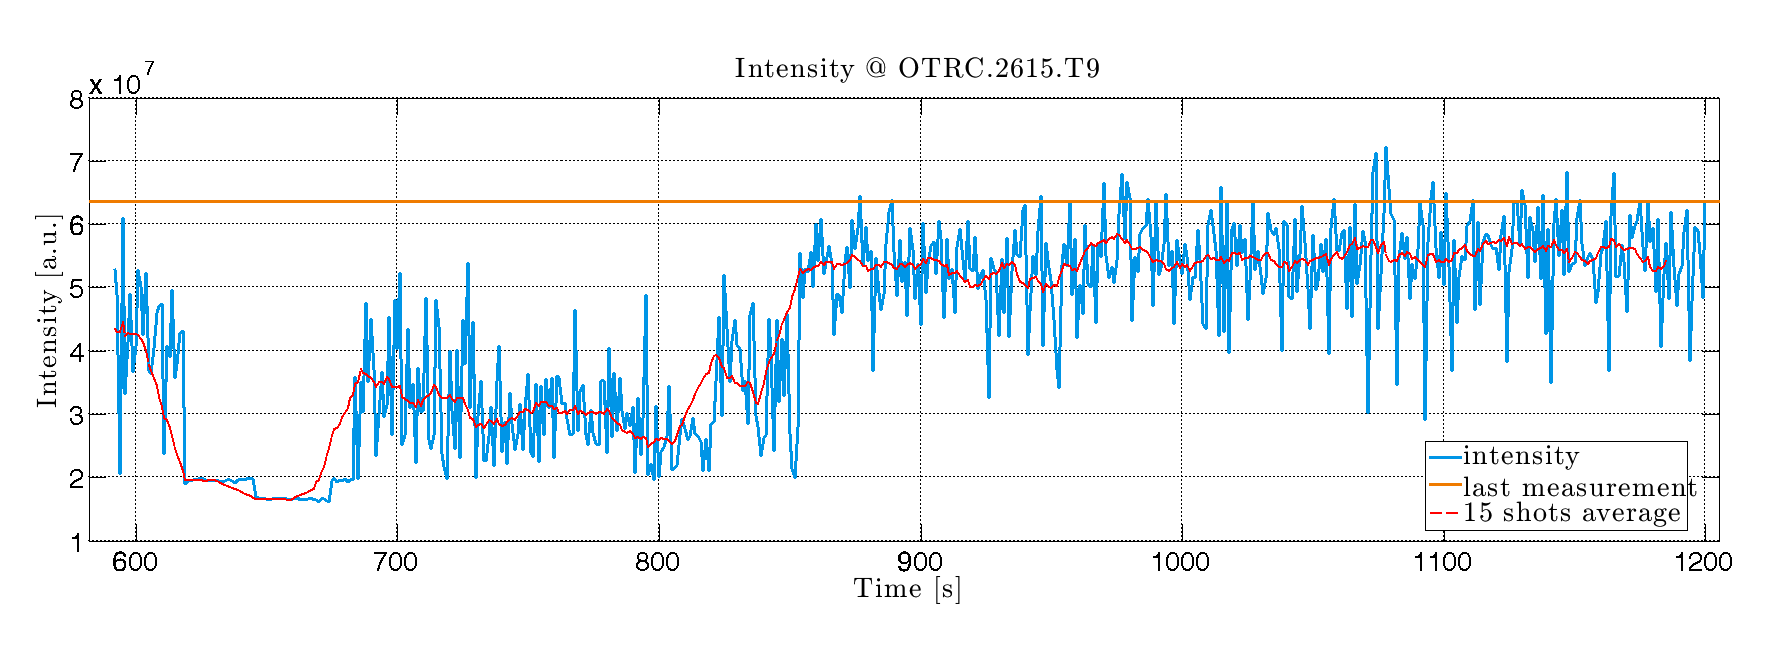 Intensity @ OTRC.2615.T9
x 10^7
8
7
6
5
4
3
2
1
Intensity [a.u.]
600 700 800 900 1000 1100 1200
Time [s]
intensity
last measurement
15 shots average